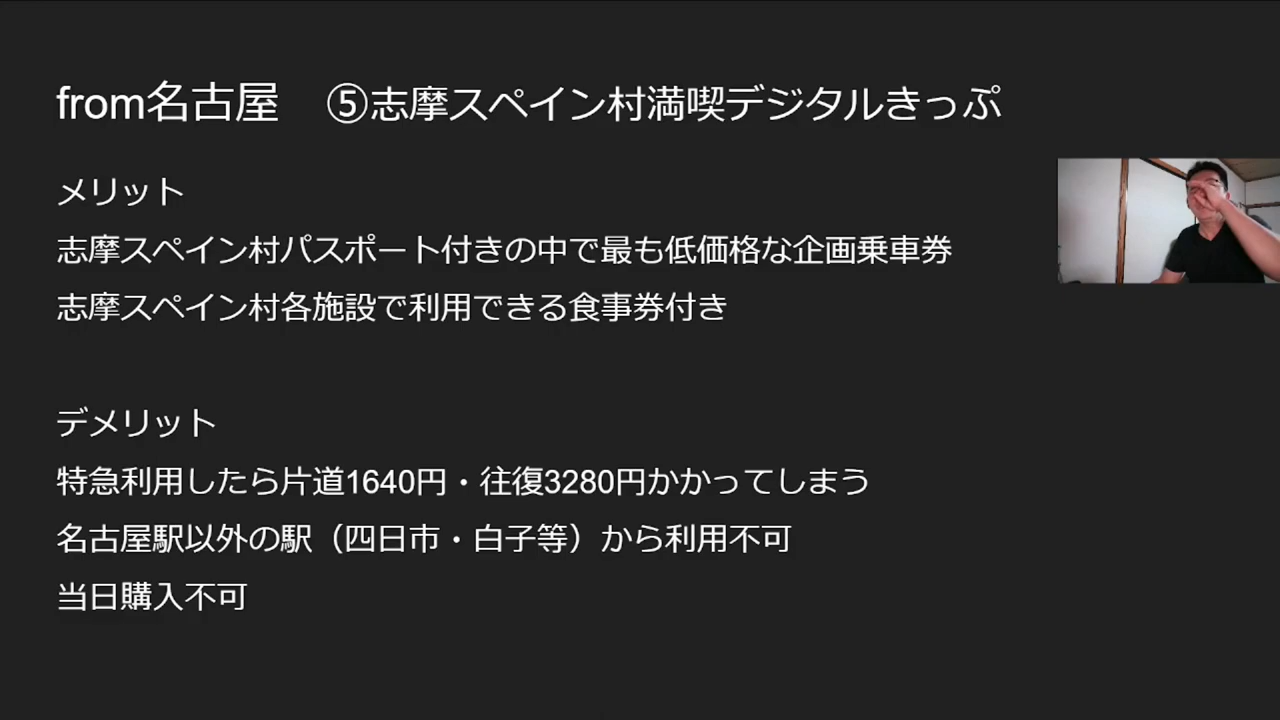 from名古屋　⑤志摩スペイン村満喫デジタルきっぷ
メリット
志摩スペイン村パスポート付きの中で最も低価格な企画乗車券
志摩スペイン村各施設で利用できる食事券付き
デメリット
特急利用したら片道1640円・往復3280円かかってしまう
名古屋駅以外の駅（四日市・白子等）から利用不可
当日購入不可